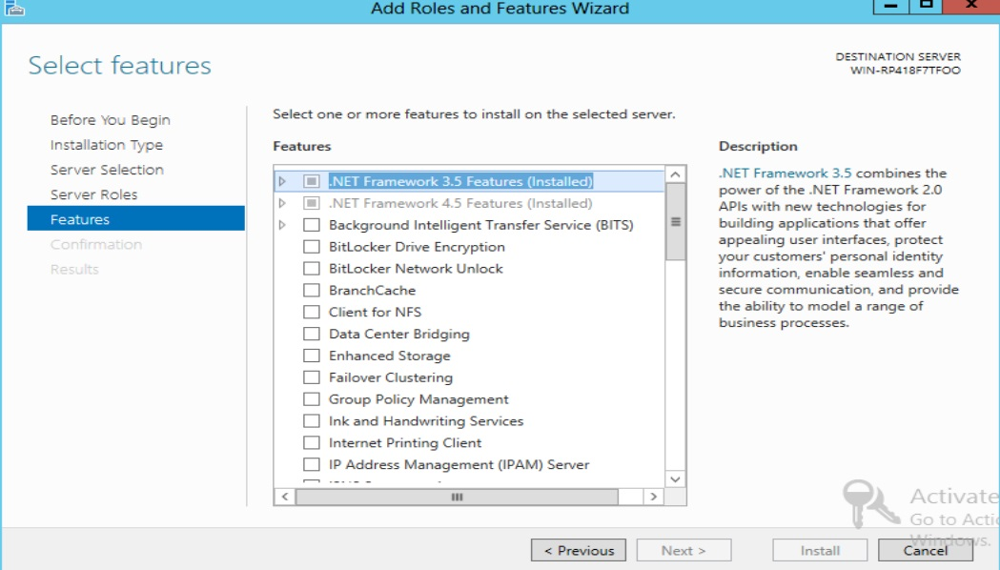 Add Roles and Features Wizard
Select features
DESTINATION SERVER
WIN-RP418F7TFOO
Before You Begin
Installation Type
Server Selection
Server Roles
Features
Confirmation
Results
Select one or more features to install on the selected server.
Features
.NET Framework 3.5 Features (Installed)
.NET Framework 4.5 Features (Installed)
Background Intelligent Transfer Service (BITS)
BitLocker Drive Encryption
BitLocker Network Unlock
BranchCache
Client for NFS
Data Center Bridging
Enhanced Storage
Failover Clustering
Group Policy Management
Ink and Handwriting Services
Internet Printing Client
IP Address Management (IPAM) Server
Description
.NET Framework 3.5 combines the
power of the .NET Framework 2.0
APIs with new technologies for
building applications that offer
appealing user interfaces, protect
your customers' personal identity
information, enable seamless and
secure communication, and provide
the ability to model a range of
business processes.
Activate
Go to Actio
Windows.
< Previous
Next >
Install
Cancel